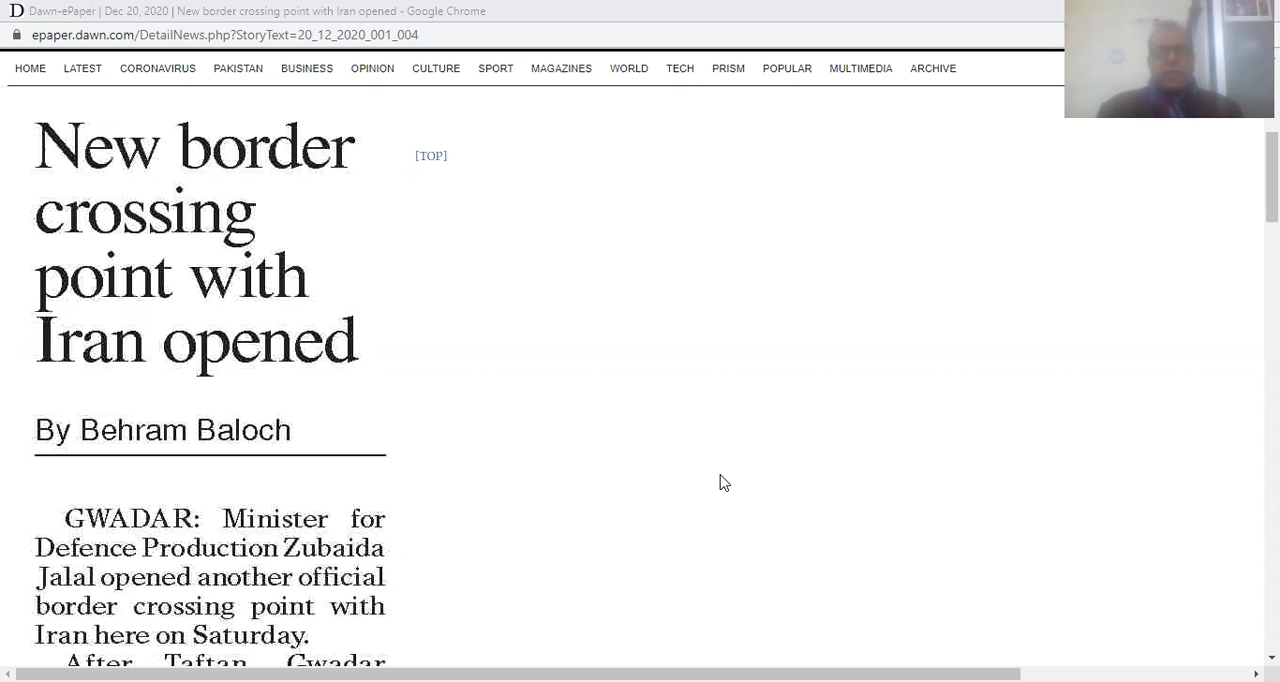 Dawn-ePaper | Dec 20, 2020 | New border crossing point with Iran opened - Google Chrome
epaper.dawn.com/DetailNews.php?StoryText=20_12_2020_001_004
HOME LATEST CORONAVIRUS PAKISTAN BUSINESS OPINION CULTURE SPORT MAGAZINES WORLD TECH PRISM POPULAR MULTIMEDIA ARCHIVE
New border
crossing
point with
Iran opened
[TOP]
By Behram Baloch
GWADAR: Minister for
Defence Production Zubaida
Jalal opened another official
border crossing point with
Iran here on Saturday.
After Taftan, Gwadar